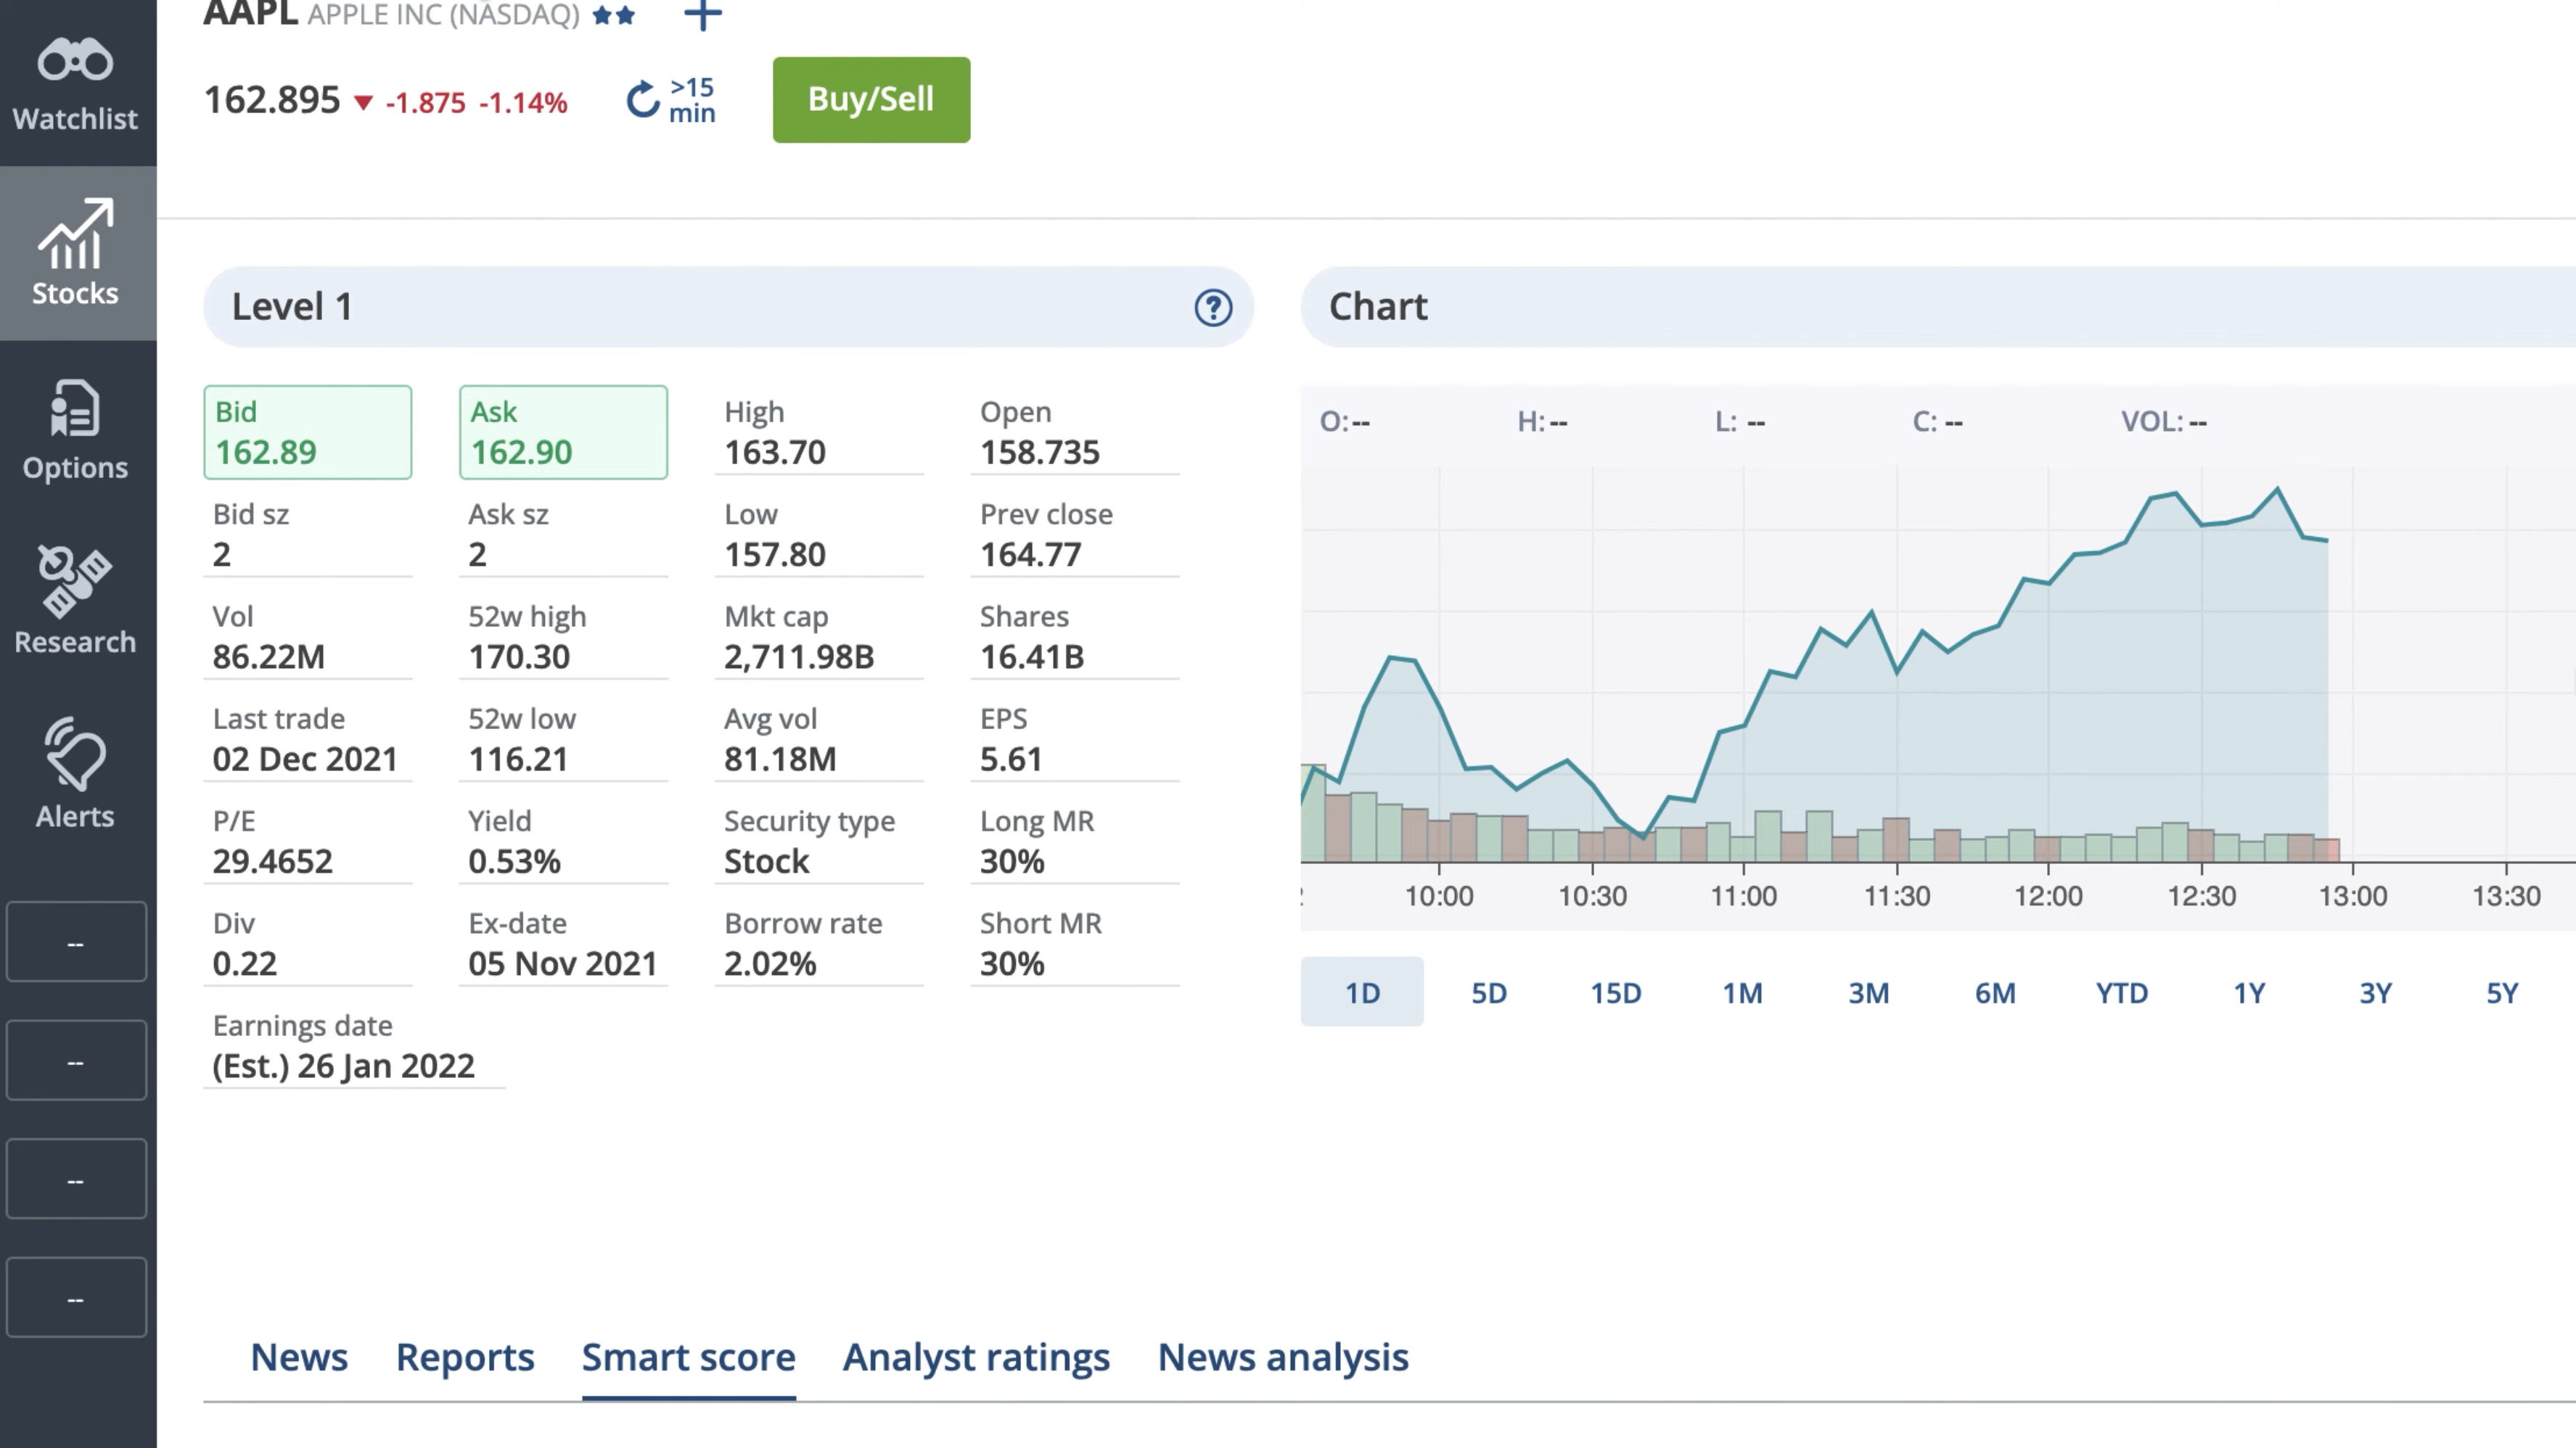 AAPL APPLE INC (NASDAQ)
162.895 -1.875 -1.14%
>15
min
Buy/Sell
Watchlist
Stocks
Options
Research
Alerts
--
--
--
--
Level 1
?
Bid
162.89
Ask
162.90
High
163.70
Open
158.735
Bid sz
2
Ask sz
2
Low
157.80
Prev close
164.77
Vol
86.22M
52w high
170.30
Mkt cap
2,711.98B
Shares
16.41B
Last trade
02 Dec 2021
52w low
116.21
Avg vol
81.18M
EPS
5.61
P/E
29.4652
Yield
0.53%
Security type
Stock
Long MR
30%
Div
0.22
Ex-date
05 Nov 2021
Borrow rate
2.02%
Short MR
30%
Earnings date
(Est.) 26 Jan 2022
Chart
O:-- H:-- L: -- C: -- VOL: --
10:00 10:30 11:00 11:30 12:00 12:30 13:00 13:30
1D 5D 15D 1M 3M 6M YTD 1Y 3Y 5Y
News Reports Smart score Analyst ratings News analysis